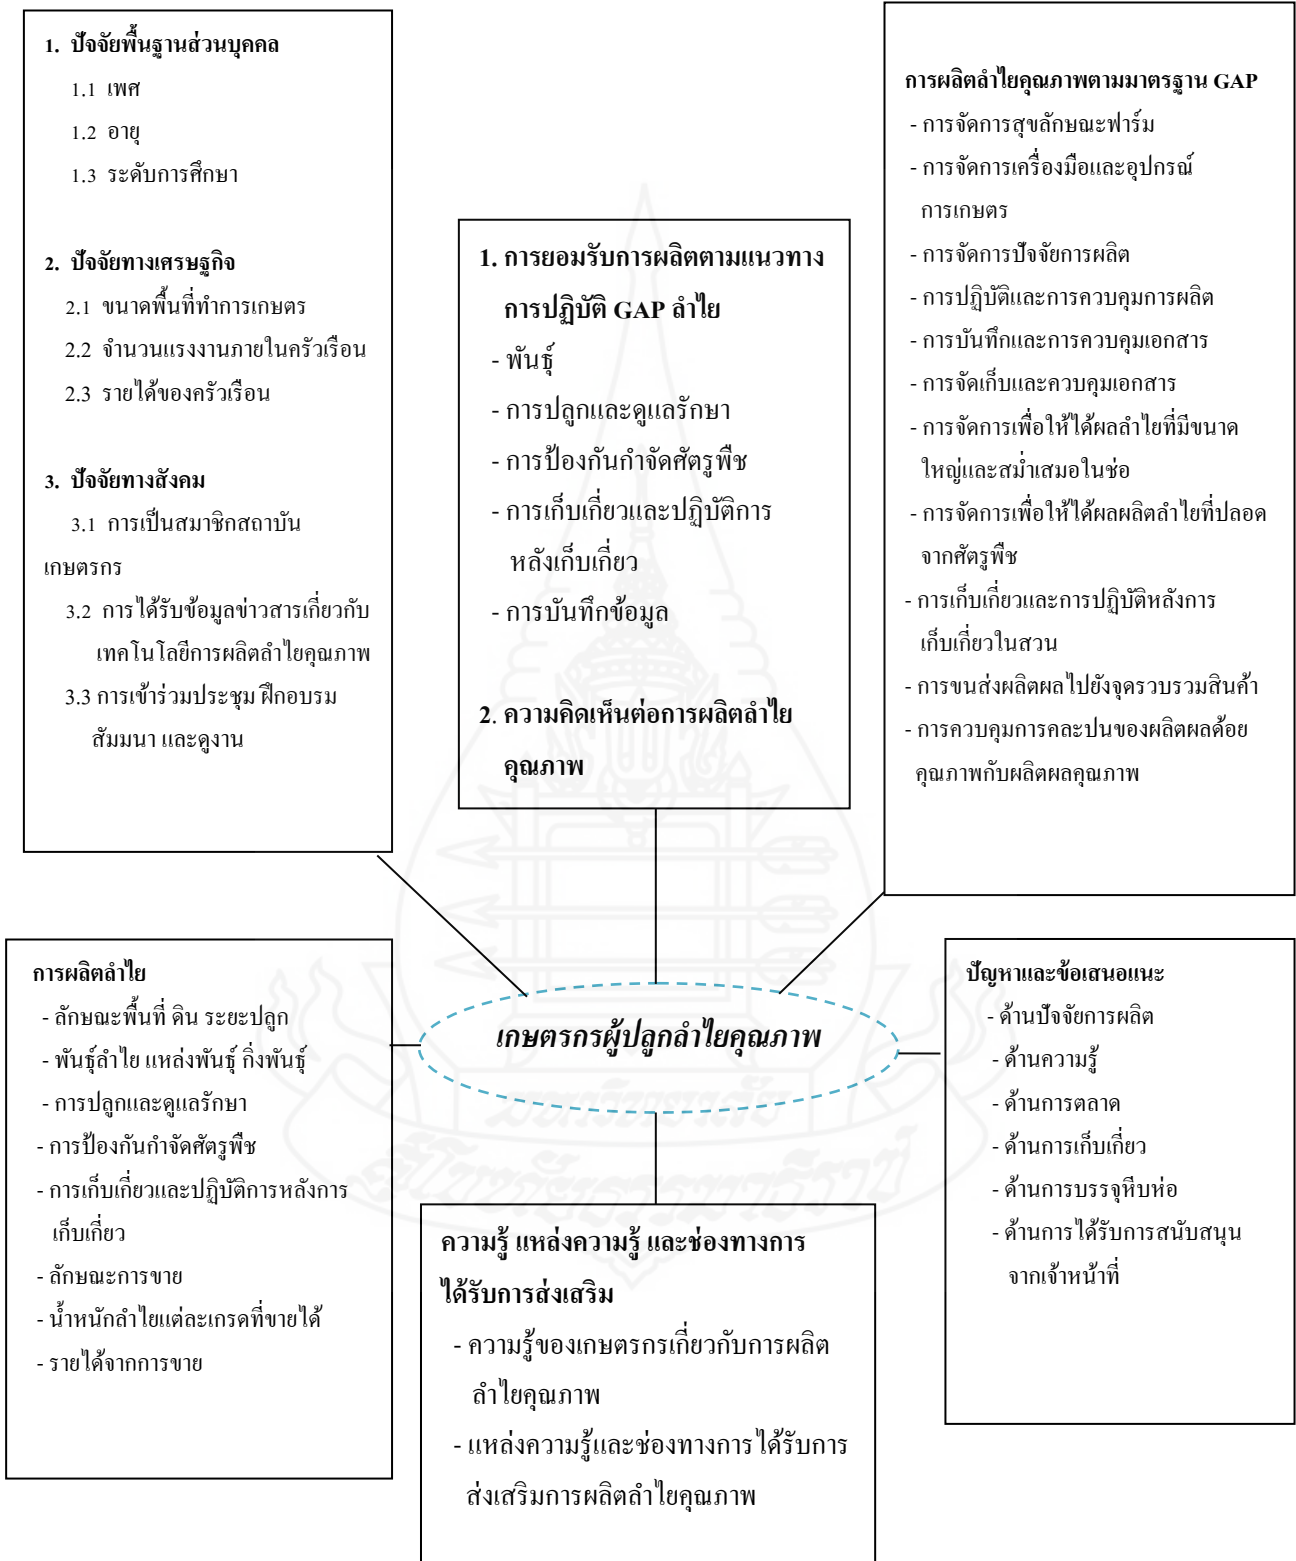 1. ปัจจัยพื้นฐานส่วนบุคคล
1.1 เพศ
1.2 อายุ
1.3 ระดับการศึกษา
2. ปัจจัยทางเศรษฐกิจ
2.1 ขนาดพื้นที่ทำการเกษตร
2.2 จำนวนแรงงานภายในครัวเรือน
2.3 รายได้ของครัวเรือน
3. ปัจจัยทางสังคม
3.1 การเป็นสมาชิกสถาบัน
เกษตรกร
3.2 การได้รับข้อมูลข่าวสารเกี่ยวกับ
เทคโนโลยีการผลิตลำไยคุณภาพ
3.3 การเข้าร่วมประชุม ฝึกอบรม
สัมมนา และดูงาน
1. การยอมรับการผลิตตามแนวทาง
การปฏิบัติ GAP ลำไย
- พันธุ์
- การปลูกและดูแลรักษา
- การป้องกันกำจัดศัตรูพืช
- การเก็บเกี่ยวและปฏิบัติการ
หลังเก็บเกี่ยว
- การบันทึกข้อมูล
2. ความคิดเห็นต่อการผลิตลำไย
คุณภาพ
การผลิตลำไยคุณภาพตามมาตรฐาน GAP
- การจัดการสุขลักษณะฟาร์ม
- การจัดการเครื่องมือและอุปกรณ์
การเกษตร
- การจัดการปัจจัยการผลิต
- การปฏิบัติและการควบคุมการผลิต
- การบันทึกและการควบคุมเอกสาร
- การจัดเก็บและควบคุมเอกสาร
- การจัดการเพื่อให้ได้ผลลำไยที่มีขนาด
ใหญ่และสม่ำเสมอในช่อ
- การจัดการเพื่อให้ได้ผลผลิตลำไยที่ปลอด
จากศัตรูพืช
- การเก็บเกี่ยวและการปฏิบัติหลังการ
เก็บเกี่ยวในสวน
- การขนส่งผลิตผลไปยังจุดรวบรวมสินค้า
- การควบคุมการคละปนของผลิตผลด้อย
คุณภาพกับผลิตผลคุณภาพ
การผลิตลำไย
- ลักษณะพื้นที่ ดิน ระยะปลูก
- พันธุ์ลำไย แหล่งพันธุ์ กิ่งพันธุ์
- การปลูกและดูแลรักษา
- การป้องกันกำจัดศัตรูพืช
- การเก็บเกี่ยวและปฏิบัติการหลังการ
เก็บเกี่ยว
- ลักษณะการขาย
- น้ำหนักลำไยแต่ละเกรดที่ขายได้
- รายได้จากการขาย
เกษตรกรผู้ปลูกลำไยคุณภาพ
มหาวิทยาลัย
สุโขทัยธรรมาธิราช
ความรู้ แหล่งความรู้ และช่องทางการ
ได้รับการส่งเสริม
- ความรู้ของเกษตรกรเกี่ยวกับการผลิต
ลำไยคุณภาพ
- แหล่งความรู้และช่องทางการได้รับการ
ส่งเสริมการผลิตลำไยคุณภาพ
ปัญหาและข้อเสนอแนะ
- ด้านปัจจัยการผลิต
- ด้านความรู้
- ด้านการตลาด
- ด้านการเก็บเกี่ยว
- ด้านการบรรจุหีบห่อ
- ด้านการได้รับการสนับสนุน
จากเจ้าหน้าที่